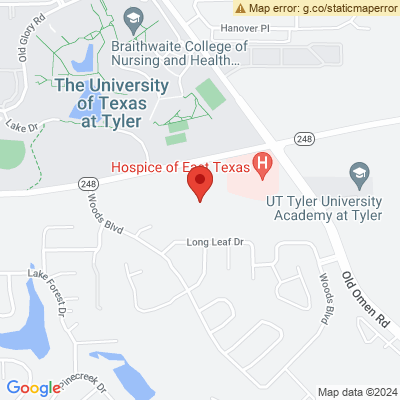 Map error: g.co/staticmaperror
Hanover Pl
Old Glory Rd
Braithwaite College of
Nursing and Health…
The University
of Texas
at Tyler
Lake Dr
248
Hospice of East Texas
H
UT Tyler University
Academy at Tyler
248
Woods Blvd
Long Leaf Dr
Lake Forest Dr
Woods Blvd
Old Omen Rd
Pinecreek Dr
Google
Map data ©2024